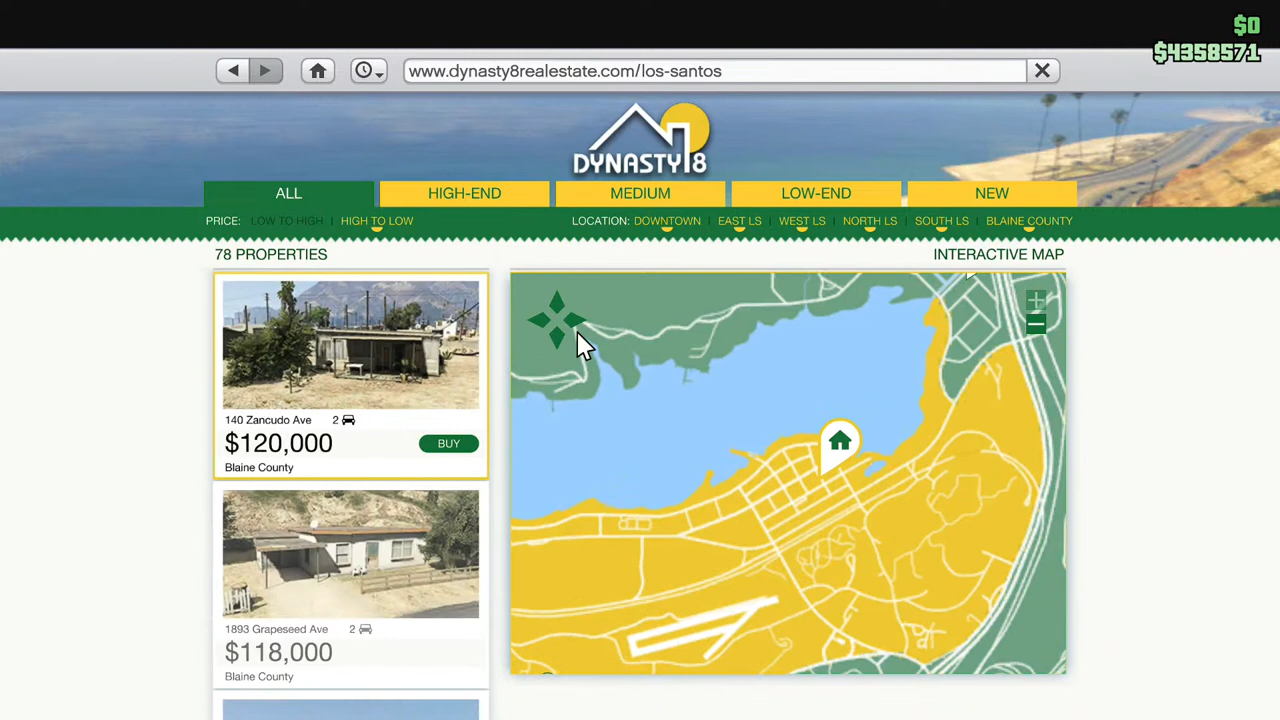 $0
$4358571
www.dynasty8realestate.com/los-santos
DYNASTY 8
ALL
HIGH-END
MEDIUM
LOW-END
NEW
PRICE: LOW TO HIGH | HIGH TO LOW
LOCATION: DOWNTOWN | EAST LS | WEST LS | NORTH LS | SOUTH LS | BLAINE COUNTY
78 PROPERTIES
INTERACTIVE MAP
140 Zancudo Ave 2
$120,000
BUY
Blaine County
1893 Grapeseed Ave 2
$118,000
Blaine County